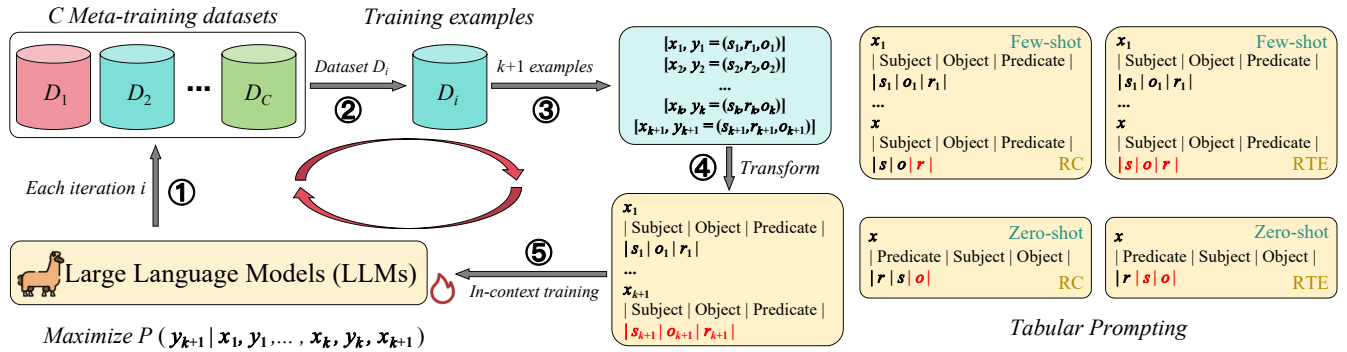 C Meta-training datasets
D1
D2
...
DC
Each iteration i
①
Large Language Models (LLMs)
Maximize P ( yk+1 | x1, y1 ,... , xk, yk, xk+1 )
Training examples
Dataset Di
②
Di
k+1 examples
③
[x1, y1 = (s1,r1,o1)]
[x2, y2 = (s2,r2,o2)]
...
[xk, yk = (sk,rk,ok)]
[xk+1, yk+1 = (sk+1,rk+1,ok+1)]
④
Transform
x1
| Subject | Object | Predicate |
| s1 | o1 | r1 |
...
xk+1
| Subject | Object | Predicate |
| sk+1 | ok+1 | rk+1 |
⑤
In-context training
x1
Few-shot
| Subject | Object | Predicate |
| s1 | o1 | r1 |
...
x
| Subject | Object | Predicate |
| s | o | r |
RC
x1
Few-shot
| Subject | Object | Predicate |
| s1 | o1 | r1 |
...
x
| Subject | Object | Predicate |
| s | o | r |
RTE
x
Zero-shot
| Predicate | Subject | Object |
| r | s | o |
RC
x
Zero-shot
| Predicate | Subject | Object |
| r | s | o |
RTE
Tabular Prompting